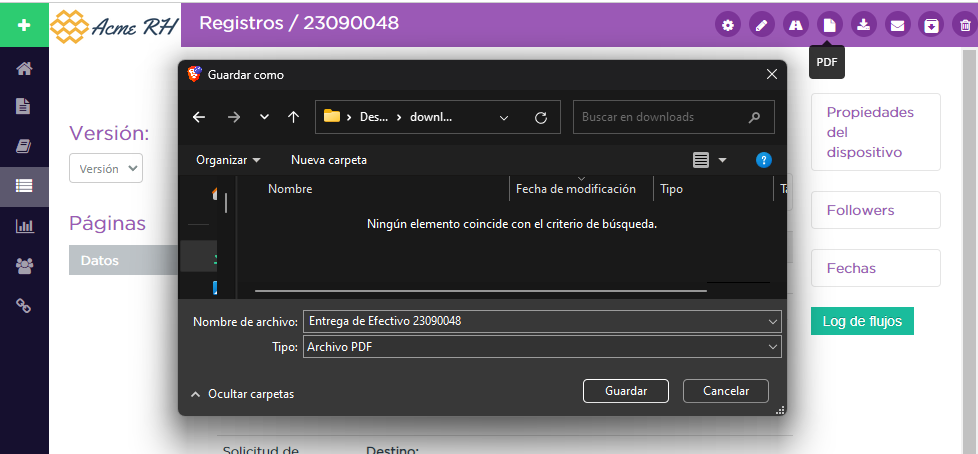 Acme RH
Registros / 23090048
PDF
Guardar como
Des...
downl...
Buscar en downloads
Organizar
Nueva carpeta
Nombre
Fecha de modificación
Tipo
Ningún elemento coincide con el criterio de búsqueda.
Nombre de archivo:
Entrega de Efectivo 23090048
Tipo:
Archivo PDF
Ocultar carpetas
Guardar
Cancelar
Versión:
Versión
Páginas
Datos
Propiedades
del
dispositivo
Followers
Fechas
Log de flujos
Solicitud de
Destino: